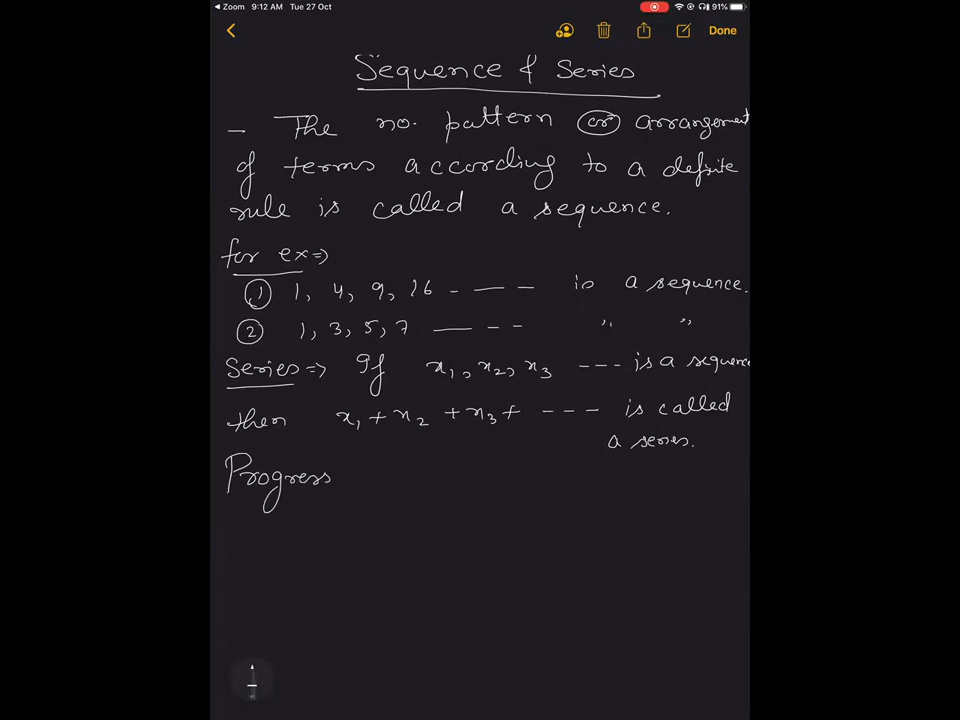 Zoom 9:12 AM Tue 27 Oct 91%
Done
Sequence & Series
- The no. pattern or arrangement
of terms according to a definite
rule is called a sequence.
for ex ⇒
① 1, 4, 9, 16 - — - is a sequence.
② 1, 3, 5, 7 — - - " "
Series ⇒ If x₁, x₂, x₃ --- is a sequence
then x₁ + x₂ + x₃ + --- is called
a series.
Progress